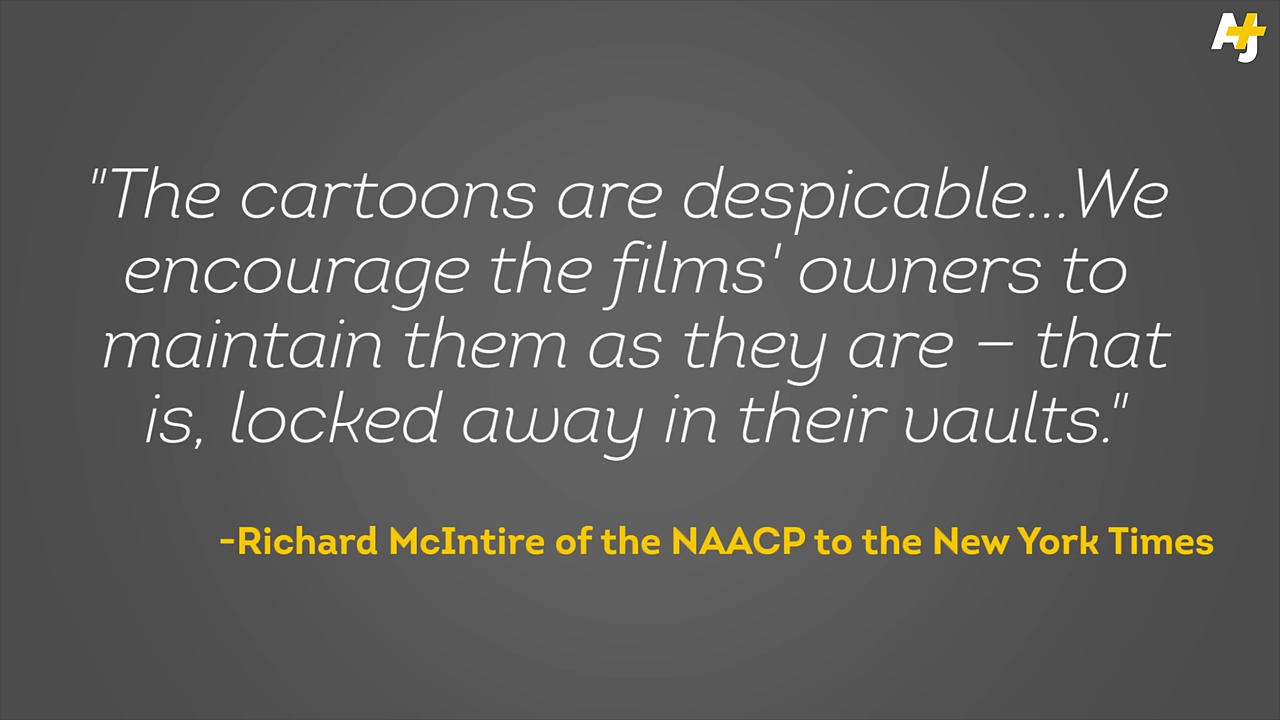 AJ+
"The cartoons are despicable...We
encourage the films' owners to
maintain them as they are – that
is, locked away in their vaults."
-Richard McIntire of the NAACP to the New York Times